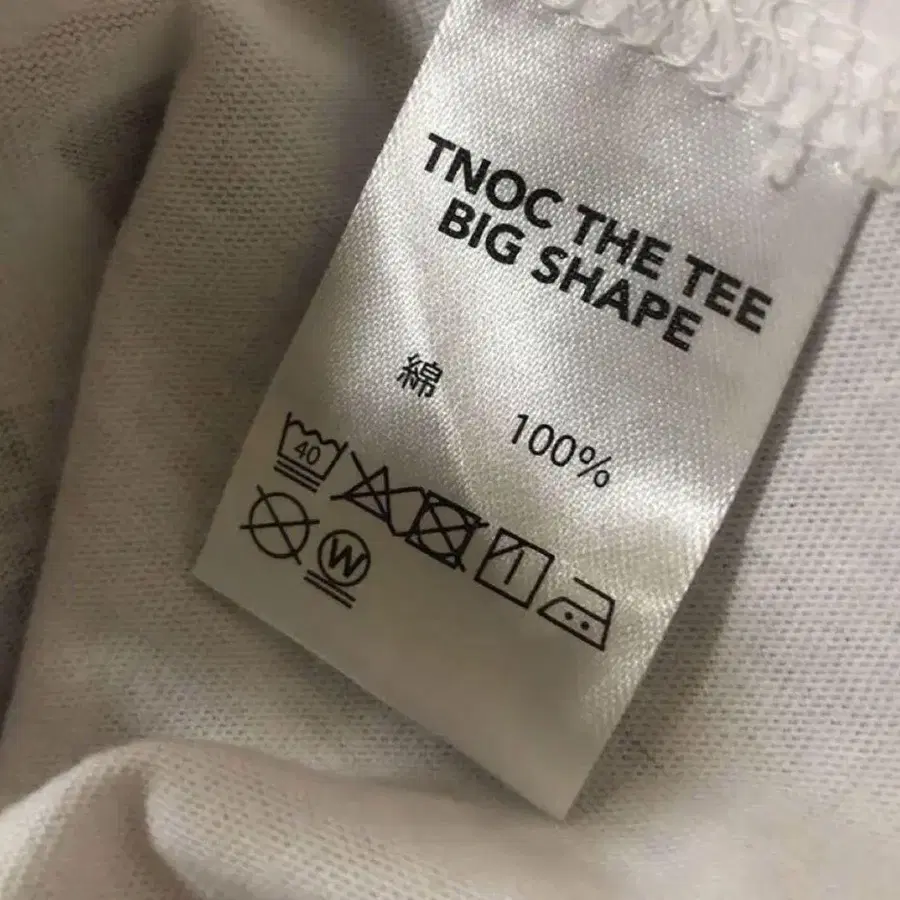 TNOC THE TEE
BIG SHAPE
綿 100%
40
W